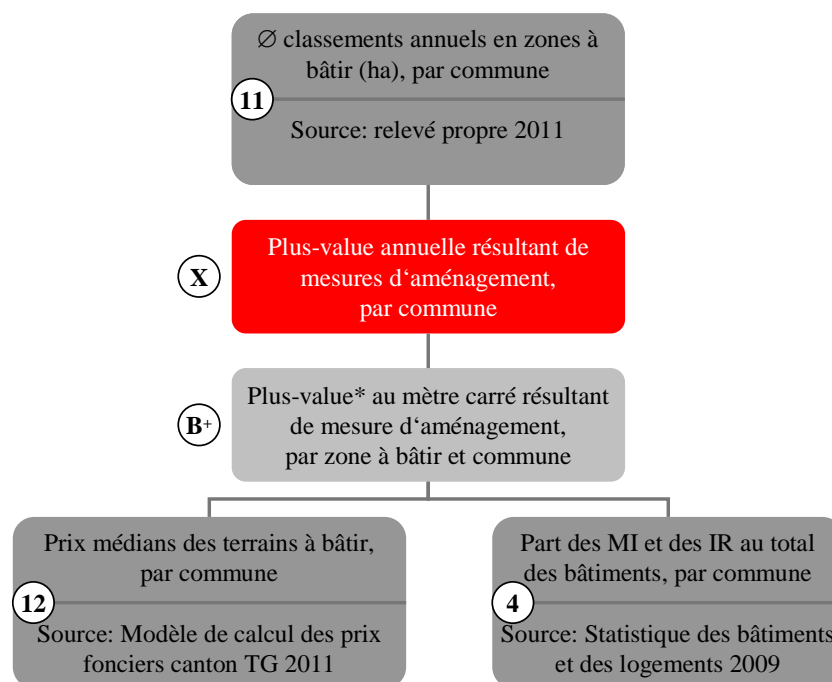 ∅ classements annuels en zones à
bâtir (ha), par commune
11
Source: relevé propre 2011
Plus-value annuelle résultant de
mesures d‘aménagement,
par commune
X
Plus-value* au mètre carré résultant
de mesure d‘aménagement,
par zone à bâtir et commune
B+
Prix médians des terrains à bâtir,
par commune
12
Source: Modèle de calcul des prix
fonciers canton TG 2011
Part des MI et des IR au total
des bâtiments, par commune
4
Source: Statistique des bâtiments
et des logements 2009